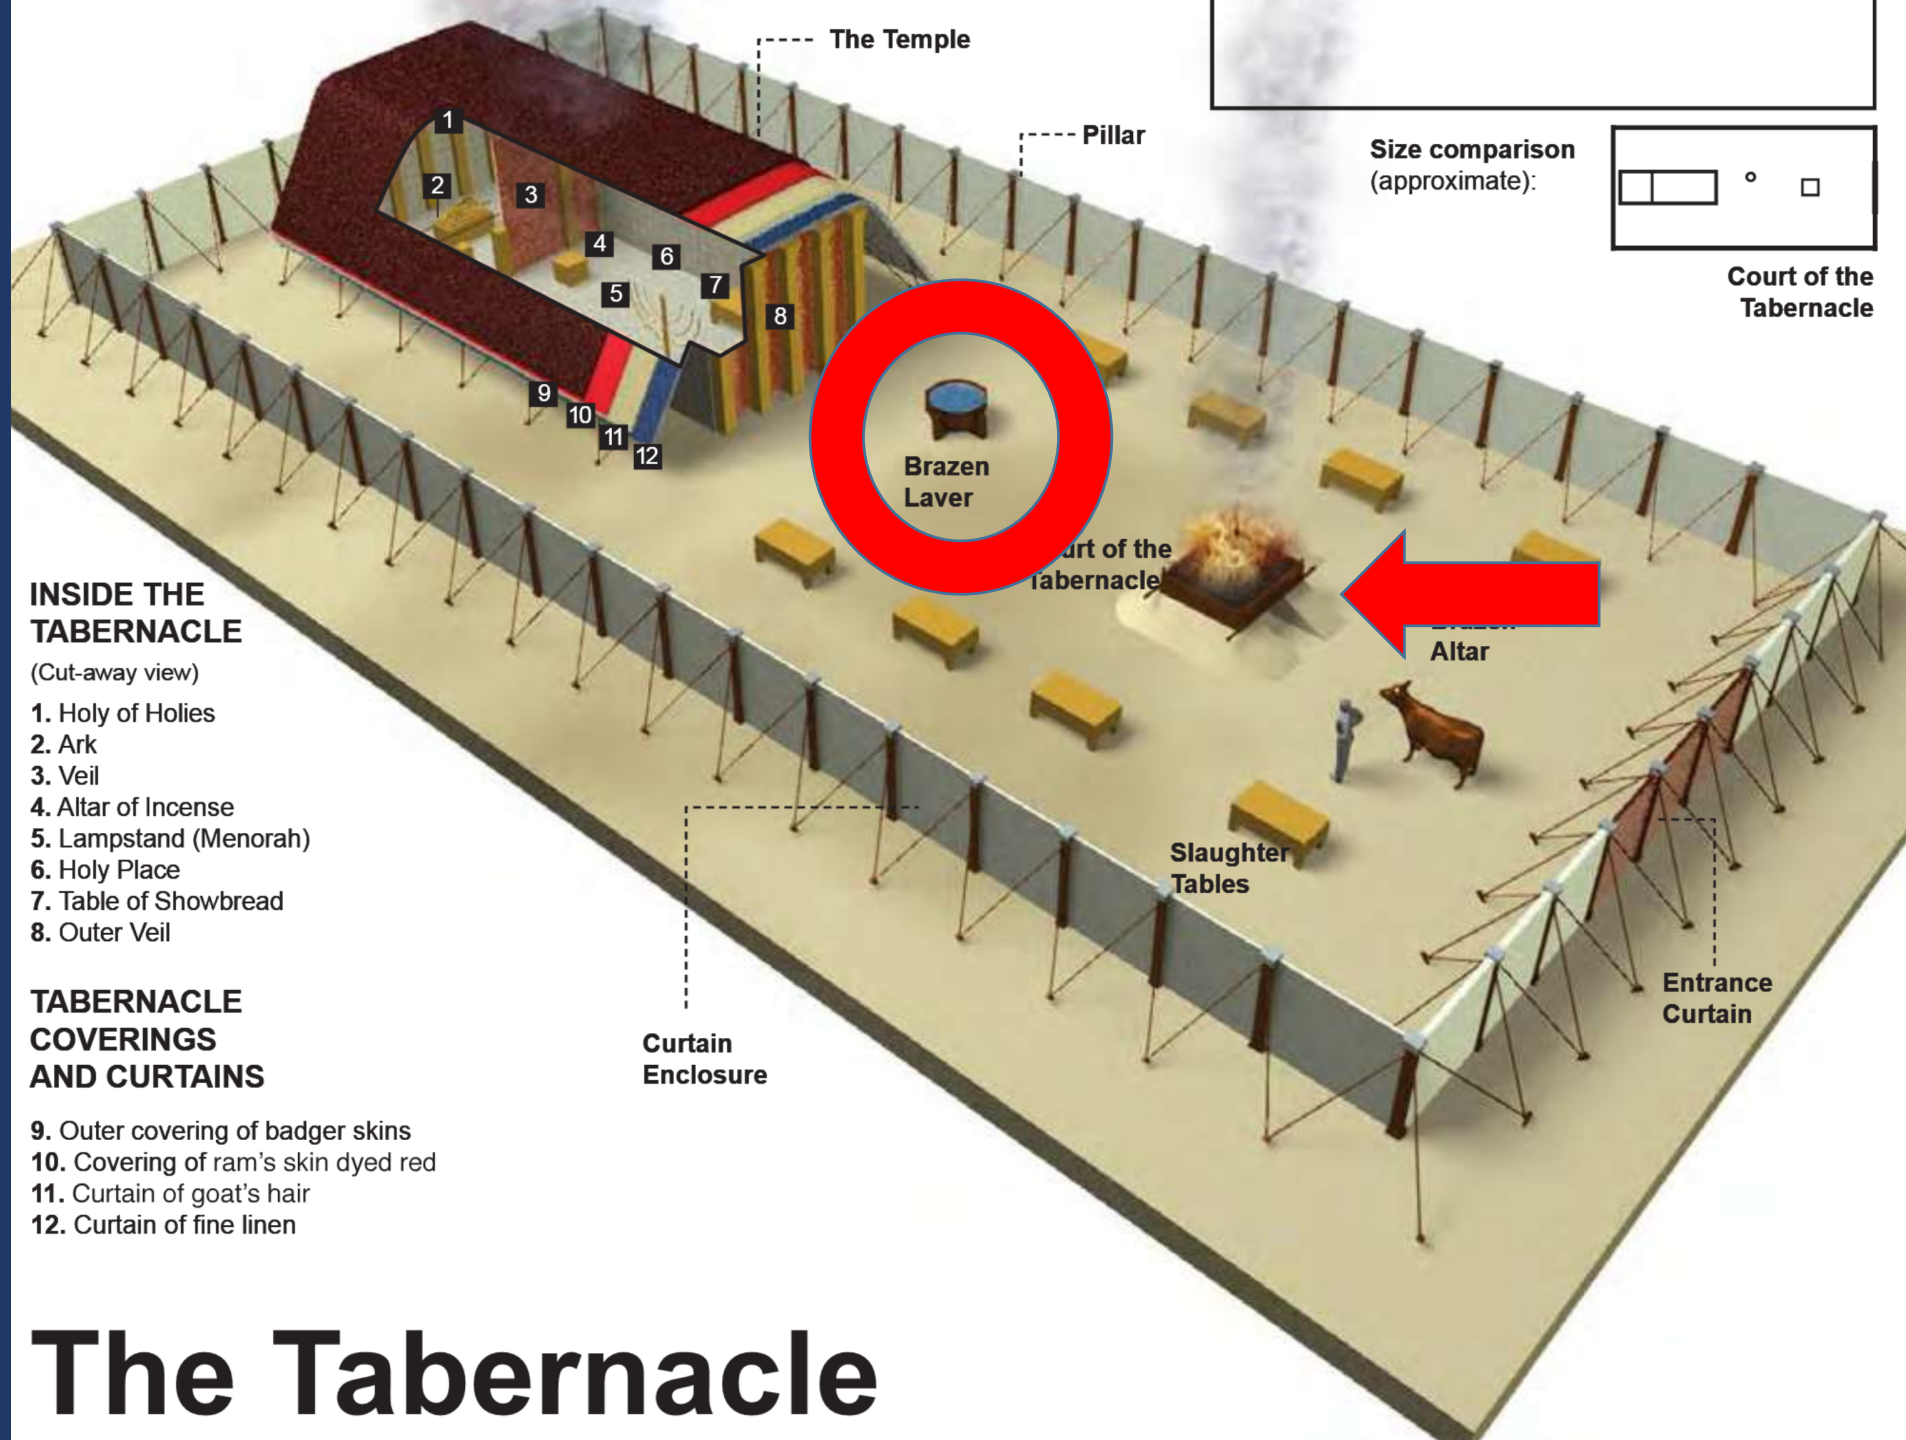 The Temple
Pillar
Size comparison
(approximate):
Court of the
Tabernacle
1
2
3
4
5
6
7
8
9
10
11
12
Brazen
Laver
of the
Tabernacle
Altar
Slaughter
Tables
Entrance
Curtain
Curtain
Enclosure
INSIDE THE
TABERNACLE
(Cut-away view)
1. Holy of Holies
2. Ark
3. Veil
4. Altar of Incense
5. Lampstand (Menorah)
6. Holy Place
7. Table of Showbread
8. Outer Veil
TABERNACLE
COVERINGS
AND CURTAINS
9. Outer covering of badger skins
10. Covering of ram's skin dyed red
11. Curtain of goat's hair
12. Curtain of fine linen
The Tabernacle